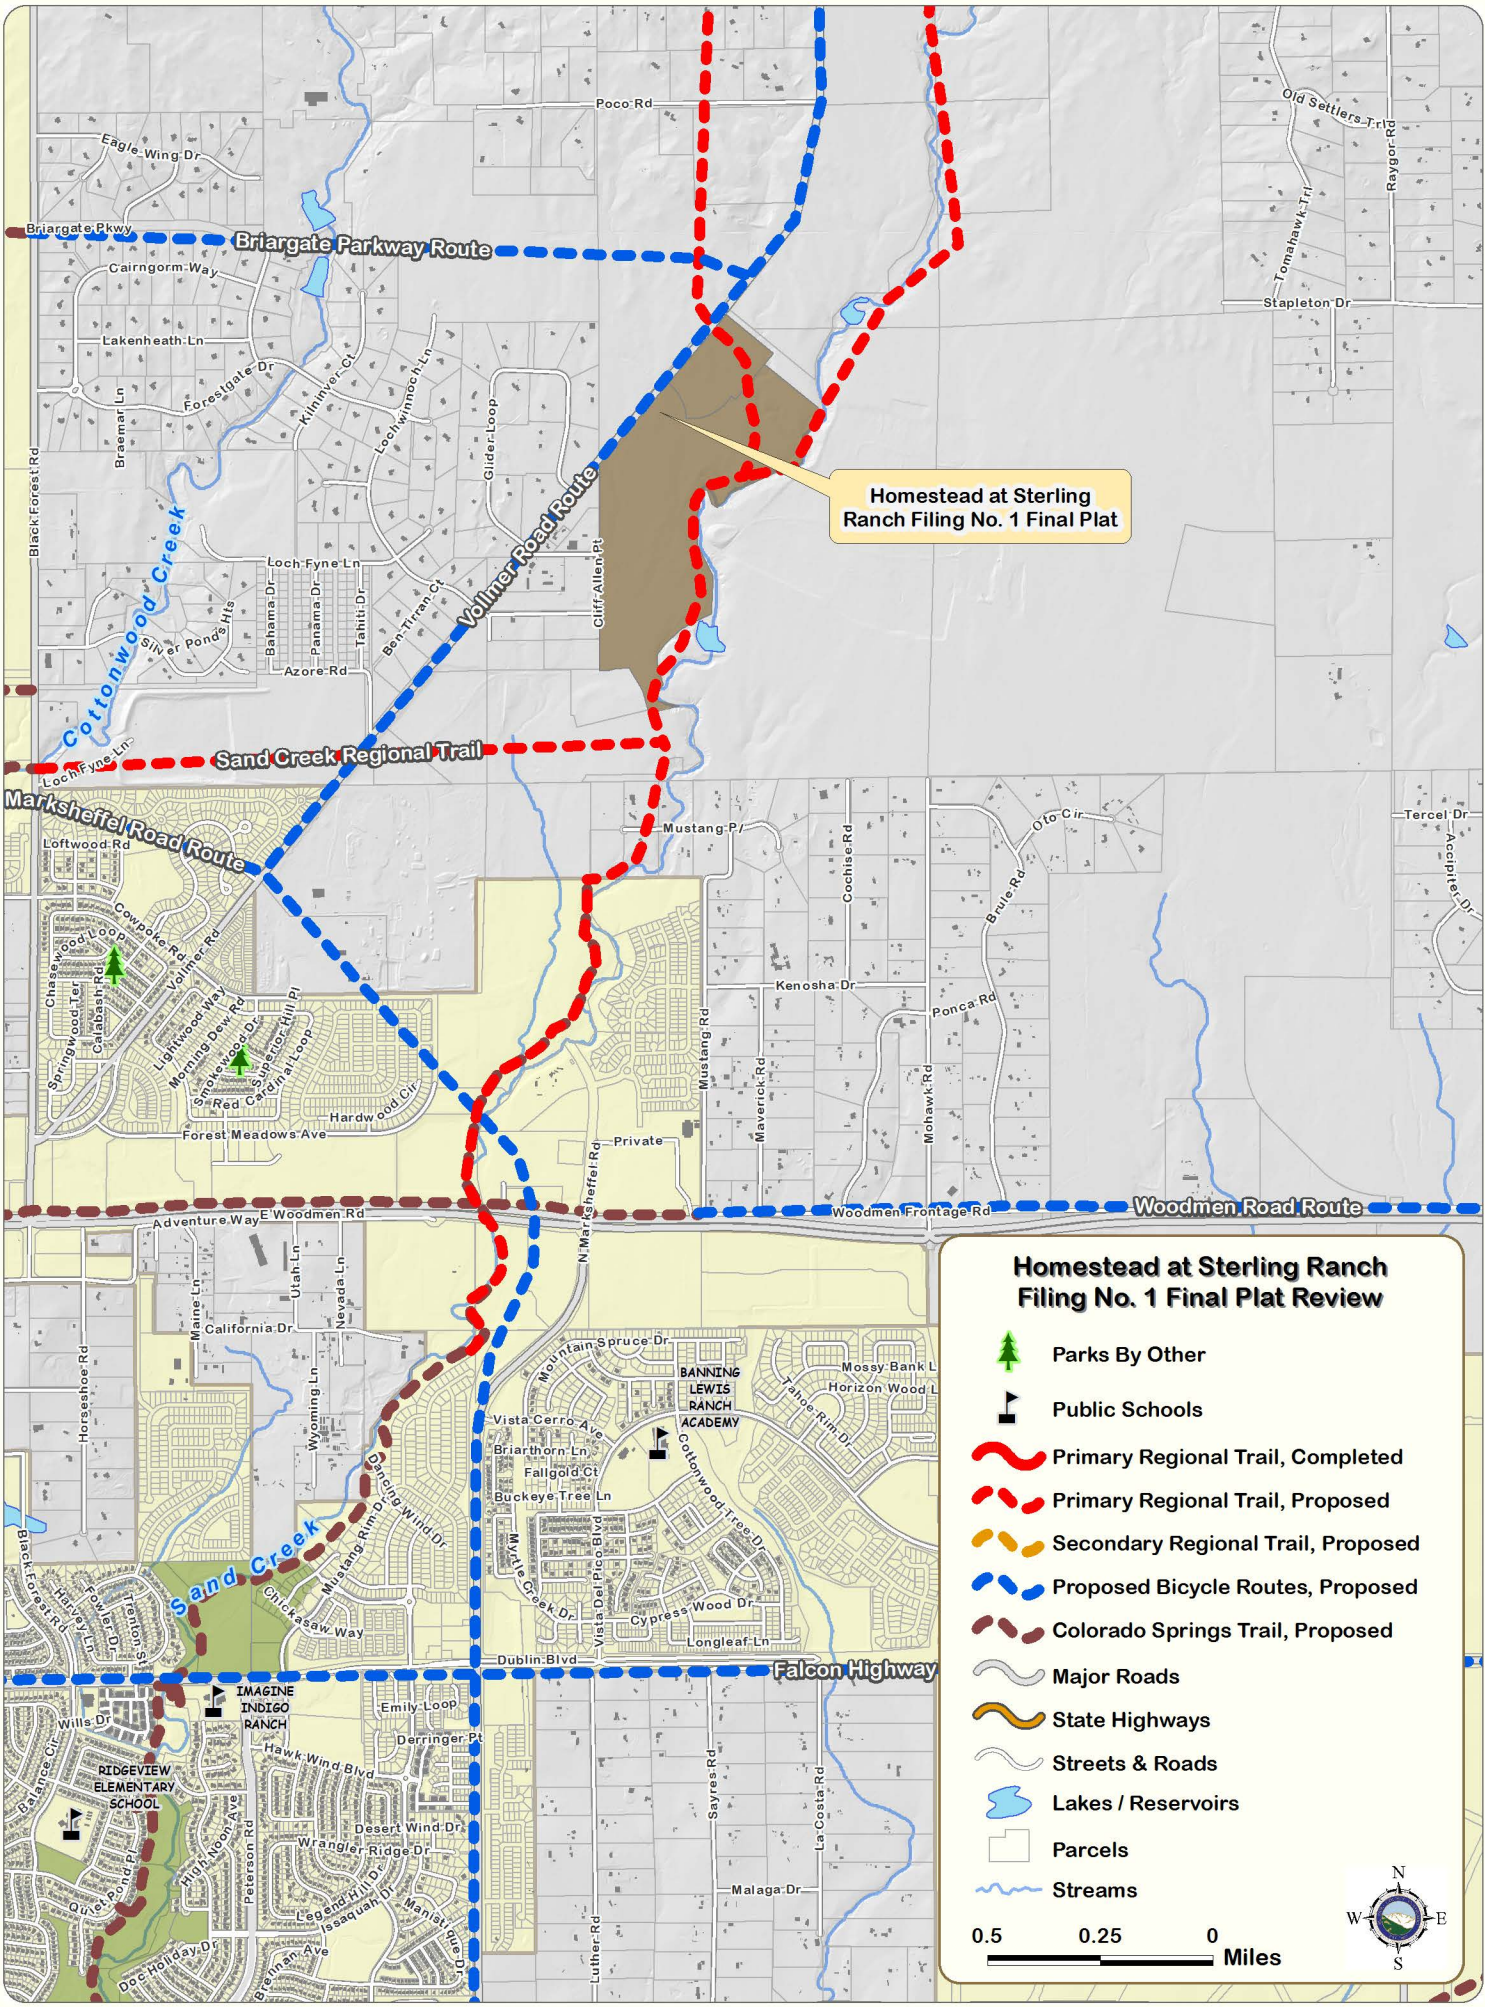 Poco Rd
Old Settlers Trl
Raygor Rd
Eagle Wing Dr
Tomahawk Trl
Briargate Pkwy
Briargate Parkway Route
Cairngorm Way
Stapleton Dr
Lakenheath Ln
Forestgate Dr
Kilninver Ct
Lochwinnoch Ln
Braemar Ln
Glider Loop
Black Forest Rd
Vollmer Road Route
Homestead at Sterling
Ranch Filing No. 1 Final Plat
Cottonwood Creek
Loch Fyne Ln
Cliff Allen Pt
Bahama Dr
Panama Dr
Tahiti Dr
Ben Tirran Ct
Silver Ponds Hts
Azore Rd
Sand Creek Regional Trail
Loch Fyne Ln
Marksheffel Road Route
Loftwood Rd
Mustang Pl
Cochise Rd
Oto Cir
Tercel Dr
Accipiter Dr
Brule Rd
Cowpoke Rd
Chasewood Loop
Vollmer Rd
Springwood Ter
Calabash Rd
Lightwood Way
Morning Dew Rd
Smokewood Dr
Superior Hill Pl
Red Cardinal Loop
Kenosha Dr
Ponca Rd
Mustang Rd
Maverick Rd
Mohawk Rd
Hardwood Cir
Forest Meadows Ave
Private
N Marksheffel Rd
Adventure Way
E Woodmen Rd
Woodmen Frontage Rd
Woodmen Road Route
Utah Ln
Nevada Ln
Maine Ln
California Dr
Horseshoe Rd
Wyoming Ln
Mountain Spruce Dr
BANNING
LEWIS
RANCH
ACADEMY
Mossy Bank L
Horizon Wood L
Tahoe Rim Dr
Vista Cerro Ave
Briarthorn Ln
Fallgold Ct
Buckeye Tree Ln
Cottonwood Tree Dr
Dancing Wind Dr
Mustang Rim Dr
Myrtle Creek Dr
Vista Del Pico Blvd
Cypress Wood Dr
Longleaf Ln
Sand Creek
Black Forest Rd
Harvey Ln
Fowler Dr
Trenton St
Chickasaw Way
Dublin Blvd
Falcon Highway
IMAGINE
INDIGO
RANCH
Emily Loop
Derringer Pt
Wills Dr
Balance Cir
Hawk Wind Blvd
RIDGEVIEW
ELEMENTARY
SCHOOL
Desert Wind Dr
Wrangler Ridge Dr
High Noon Ave
Peterson Rd
Legend Hill Dr
Issaquah Dr
Manistique Dr
Quiet Pond Pl
Doc Holiday Dr
Brennan Ave
Sayres Rd
La Costa Rd
Malaga Dr
Luther Rd
Homestead at Sterling Ranch
Filing No. 1 Final Plat Review
Parks By Other
Public Schools
Primary Regional Trail, Completed
Primary Regional Trail, Proposed
Secondary Regional Trail, Proposed
Proposed Bicycle Routes, Proposed
Colorado Springs Trail, Proposed
Major Roads
State Highways
Streets & Roads
Lakes / Reservoirs
Parcels
Streams
0.5 0.25 0
Miles
N
W E
S